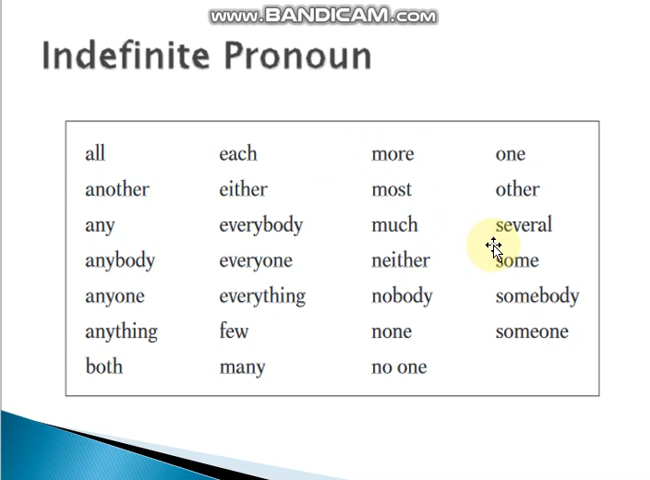 www.BANDICAM.com
Indefinite Pronoun
all each more one
another either most other
any everybody much several
anybody everyone neither some
anyone everything nobody somebody
anything few none someone
both many no one